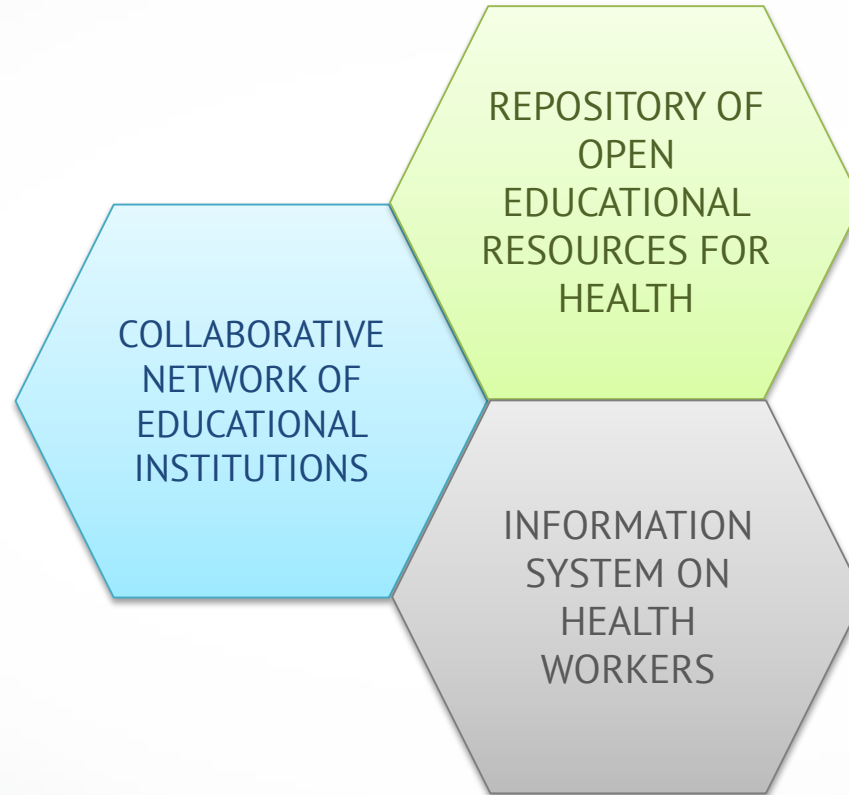 REPOSITORY OF
OPEN
EDUCATIONAL
RESOURCES FOR
HEALTH
COLLABORATIVE
NETWORK OF
EDUCATIONAL
INSTITUTIONS
INFORMATION
SYSTEM ON
HEALTH
WORKERS